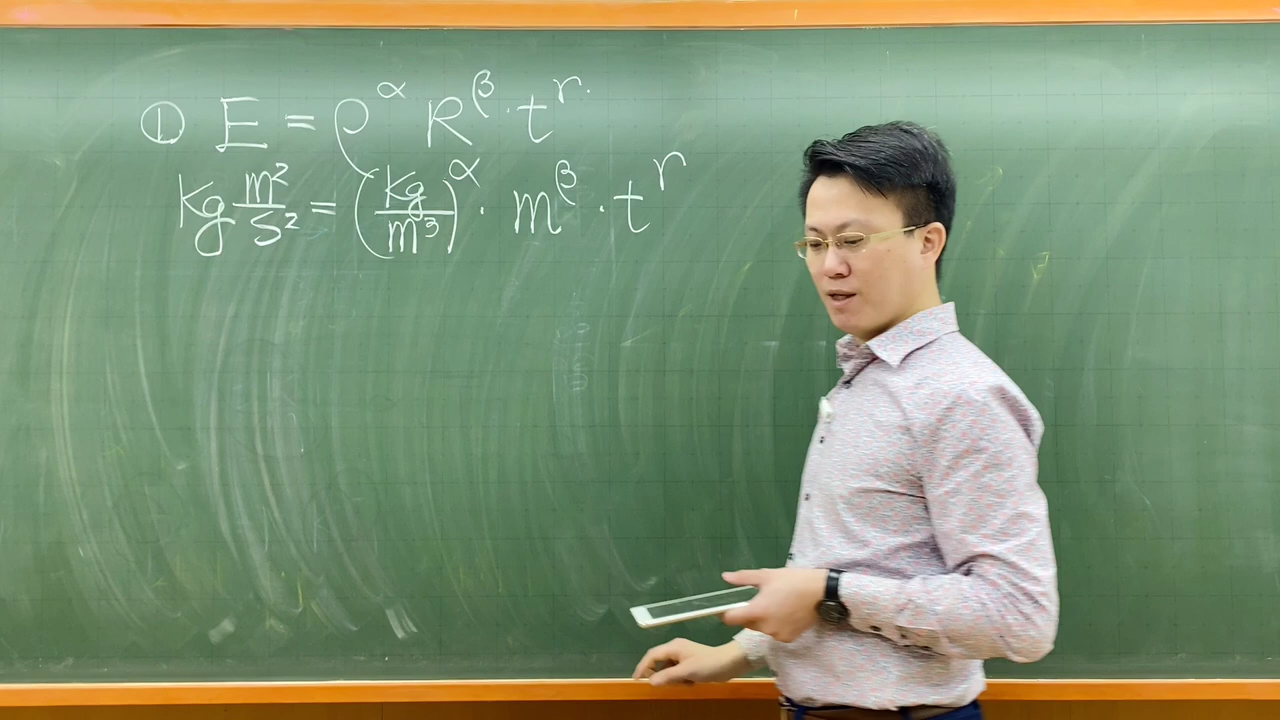 ① E = ρ^α R^β · t^r.
kg m²/s² = (kg/m³)^α · m^β · t^r